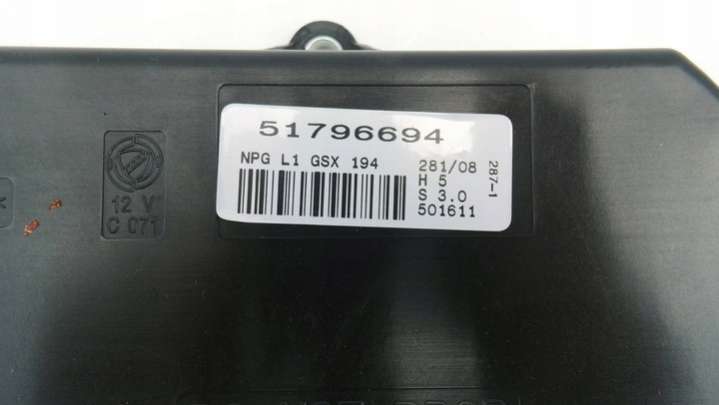 51796694
NPG L1 GSX 194
281/08
H 5
S 3.0
501611
287-1
12 V
C 071